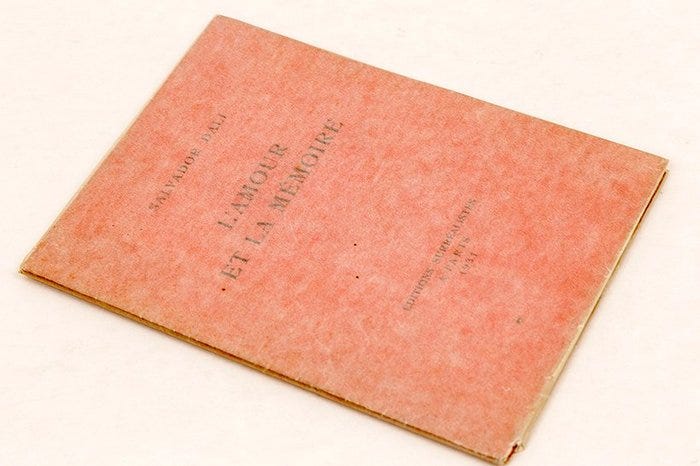 SALVADOR DALI
L'AMOUR
ET LA MÉMOIRE
ÉDITIONS SURRÉALISTES
A PARIS
1931